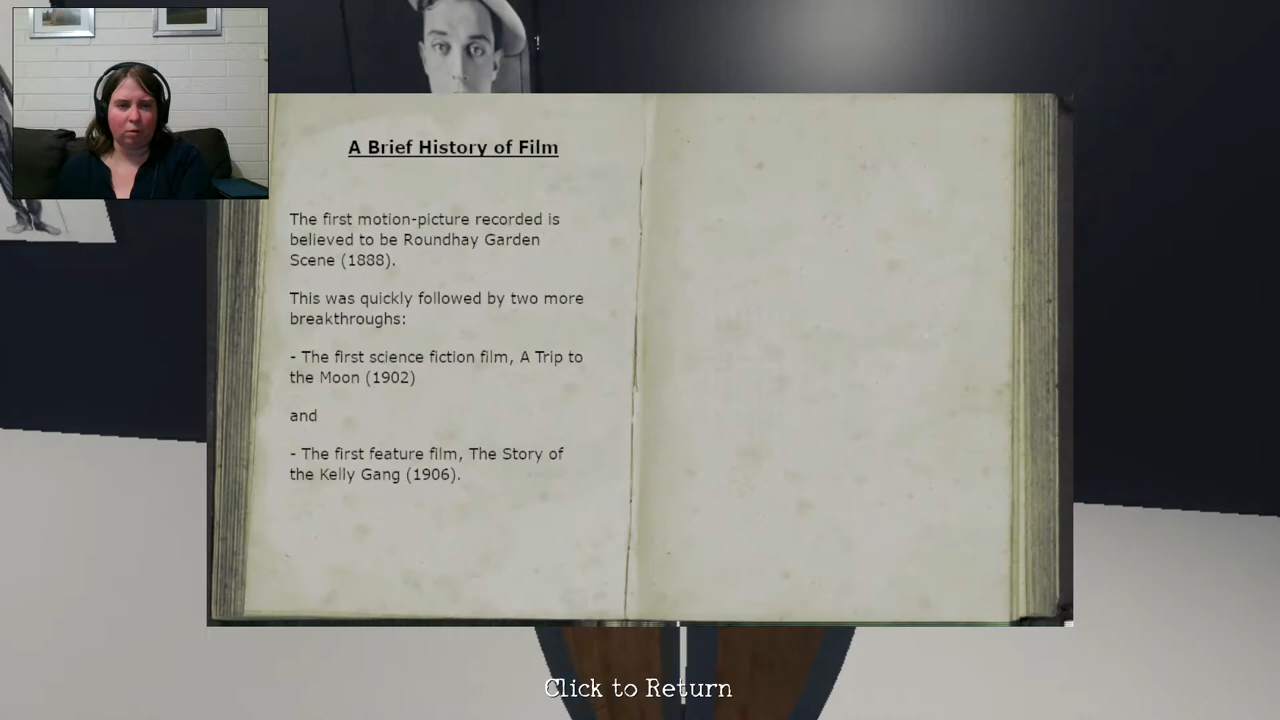 A Brief History of Film
The first motion-picture recorded is
believed to be Roundhay Garden
Scene (1888).
This was quickly followed by two more
breakthroughs:
- The first science fiction film, A Trip to
the Moon (1902)
and
- The first feature film, The Story of
the Kelly Gang (1906).
Click to Return